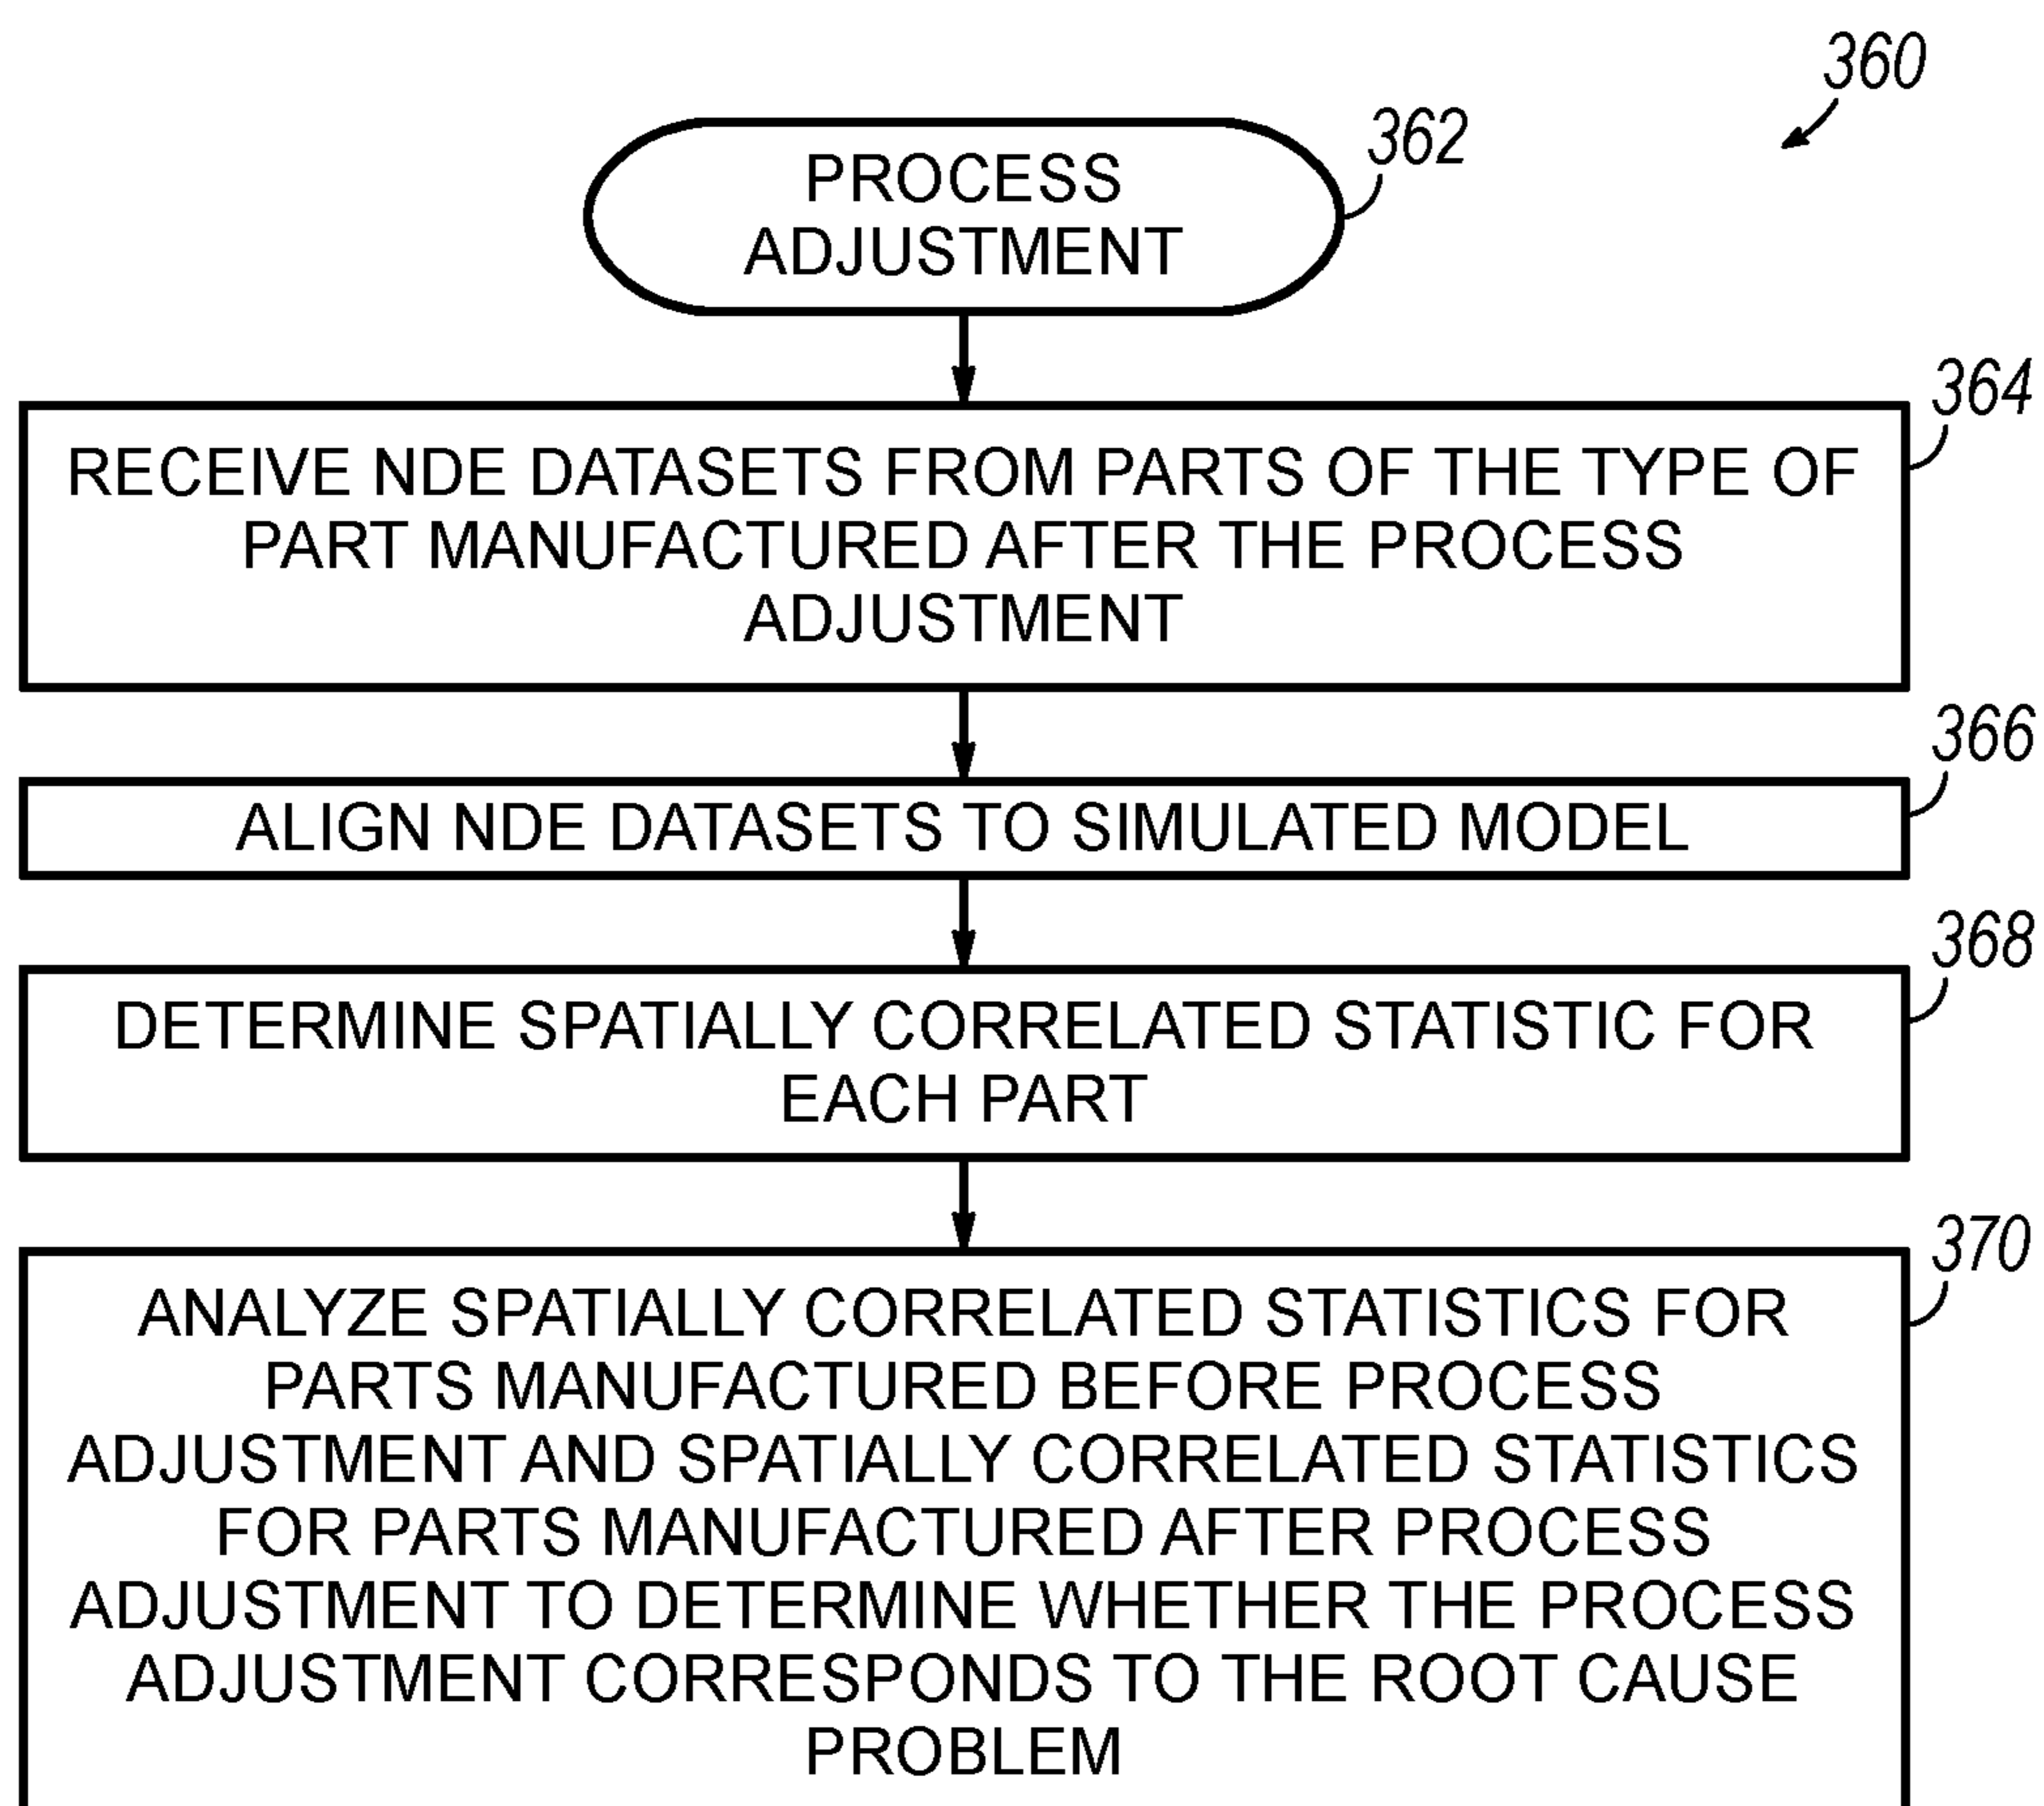 360
362
PROCESS
ADJUSTMENT
364
RECEIVE NDE DATASETS FROM PARTS OF THE TYPE OF
PART MANUFACTURED AFTER THE PROCESS
ADJUSTMENT
366
ALIGN NDE DATASETS TO SIMULATED MODEL
368
DETERMINE SPATIALLY CORRELATED STATISTIC FOR
EACH PART
370
ANALYZE SPATIALLY CORRELATED STATISTICS FOR
PARTS MANUFACTURED BEFORE PROCESS
ADJUSTMENT AND SPATIALLY CORRELATED STATISTICS
FOR PARTS MANUFACTURED AFTER PROCESS
ADJUSTMENT TO DETERMINE WHETHER THE PROCESS
ADJUSTMENT CORRESPONDS TO THE ROOT CAUSE
PROBLEM